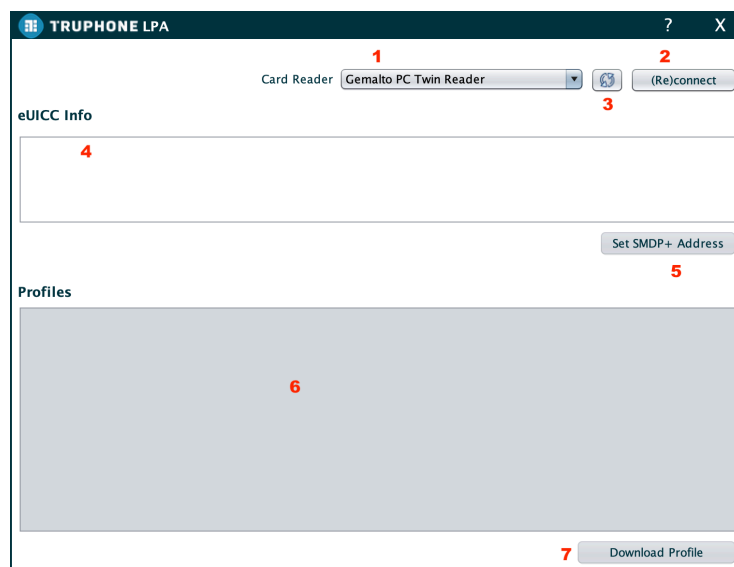 TRUPHONE LPA ? X
1 2
Card Reader Gemalto PC Twin Reader (Re)connect
3
eUICC Info
4
Set SMDP+ Address
5
Profiles
6
7 Download Profile